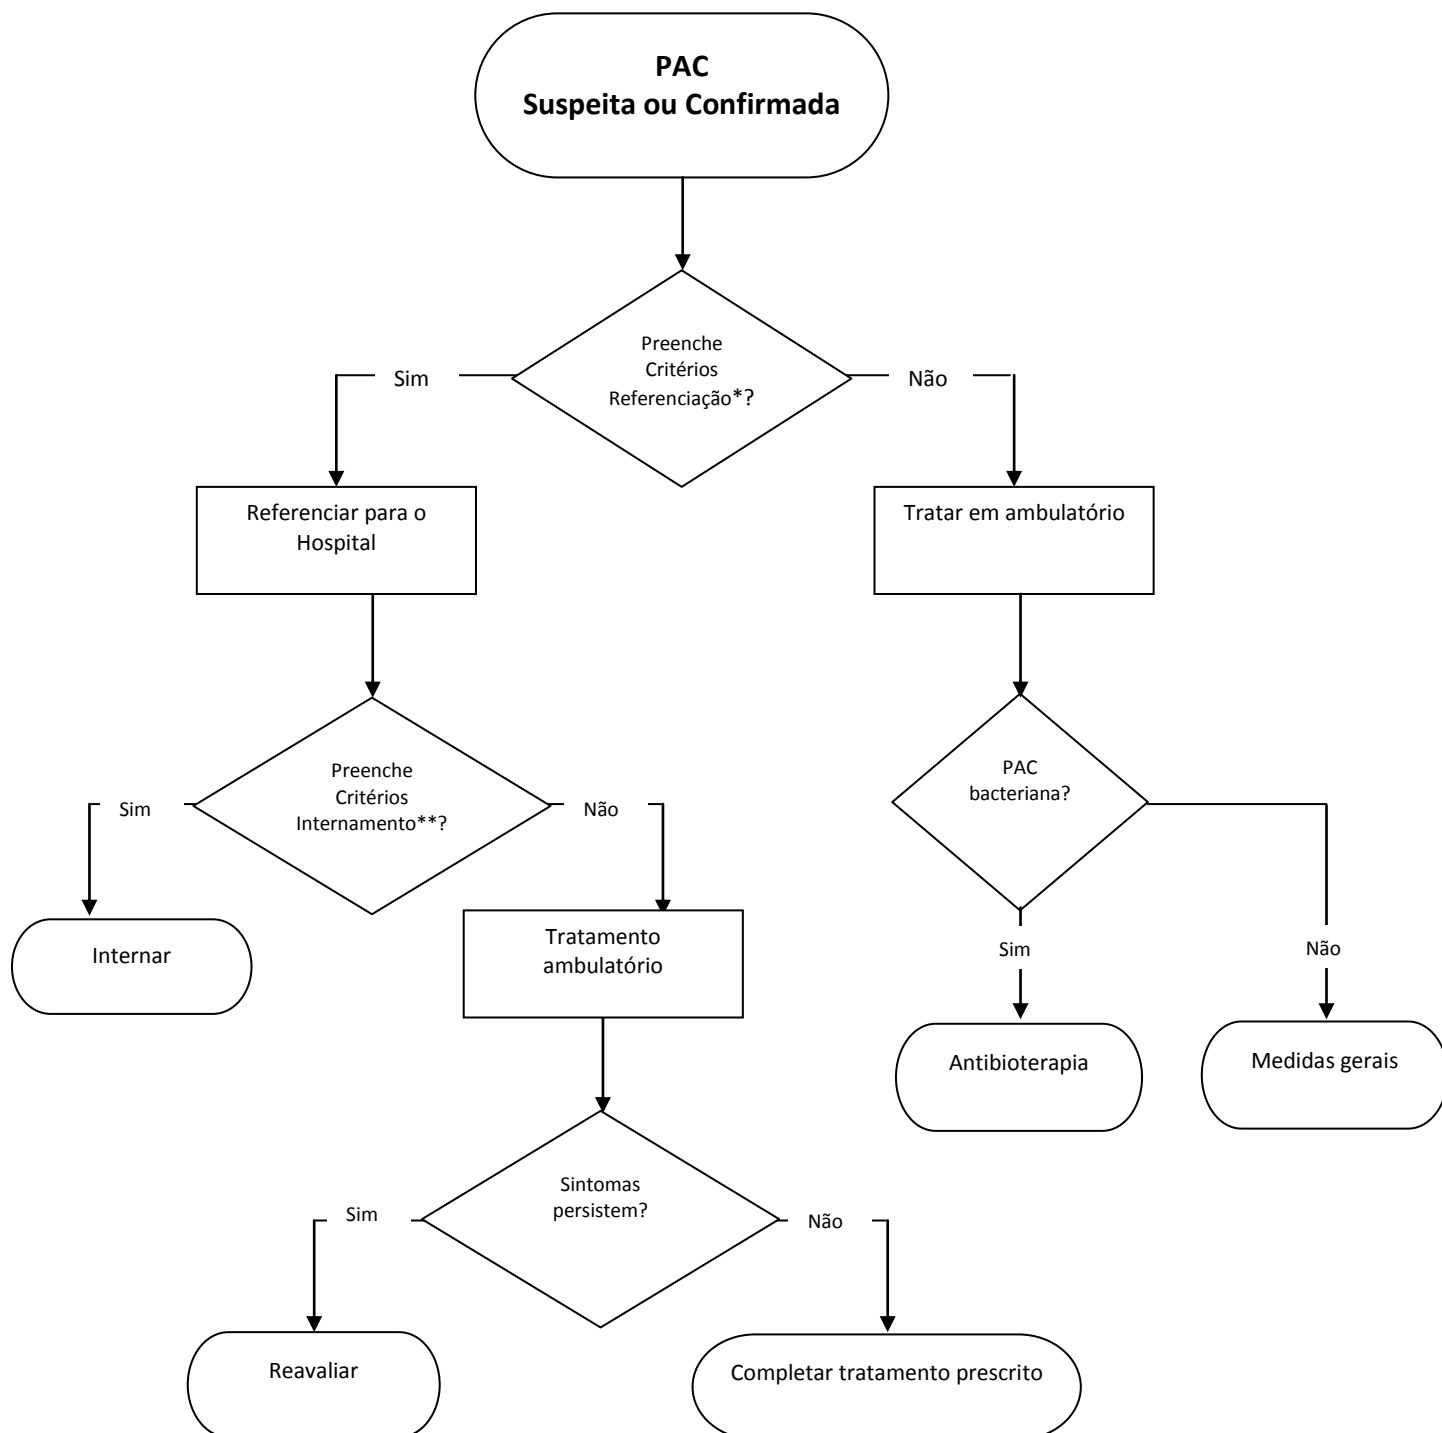 PAC
Suspeita ou Confirmada
Preenche
Critérios
Referenciação*?
Sim
Não
Referenciar para o
Hospital
Tratar em ambulatório
Preenche
Critérios
Internamento**?
PAC
bacteriana?
Sim
Não
Internar
Tratamento
ambulatório
Sim
Não
Antibioterapia
Medidas gerais
Sintomas
persistem?
Sim
Não
Reavaliar
Completar tratamento prescrito